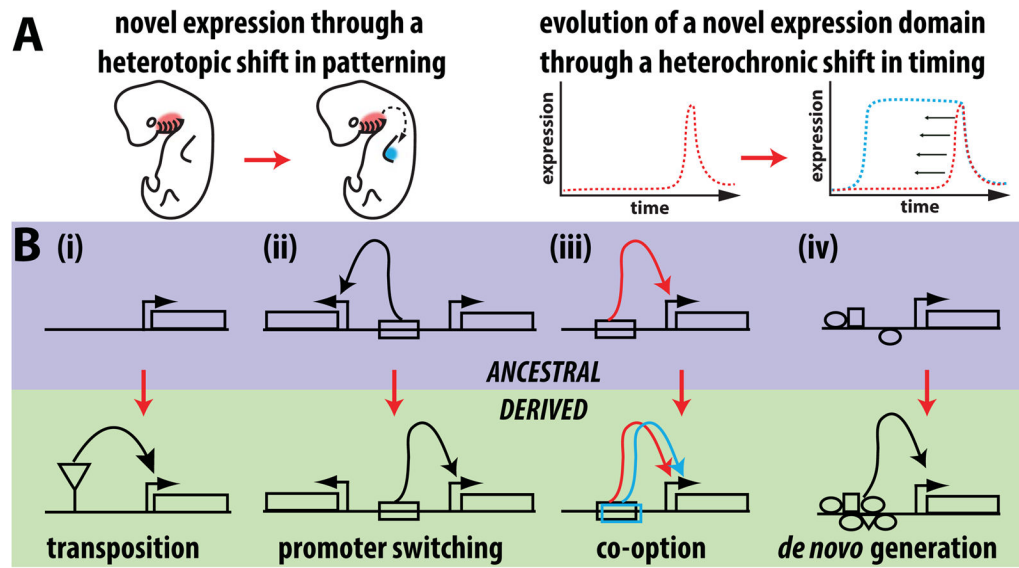 A
novel expression through a
heterotopic shift in patterning
evolution of a novel expression domain
through a heterochronic shift in timing
expression
time
expression
time
B
(i)
(ii)
(iii)
(iv)
ANCESTRAL
DERIVED
transposition
promoter switching
co-option
de novo generation